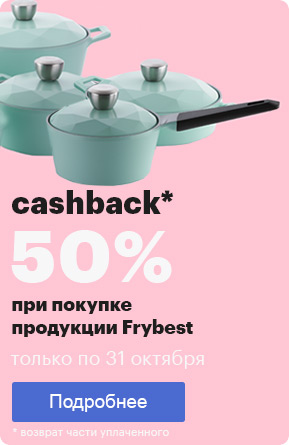 cashback*
50%
при покупке
продукции Frybest
только по 31 октября
Подробнее
* возврат части уплаченного